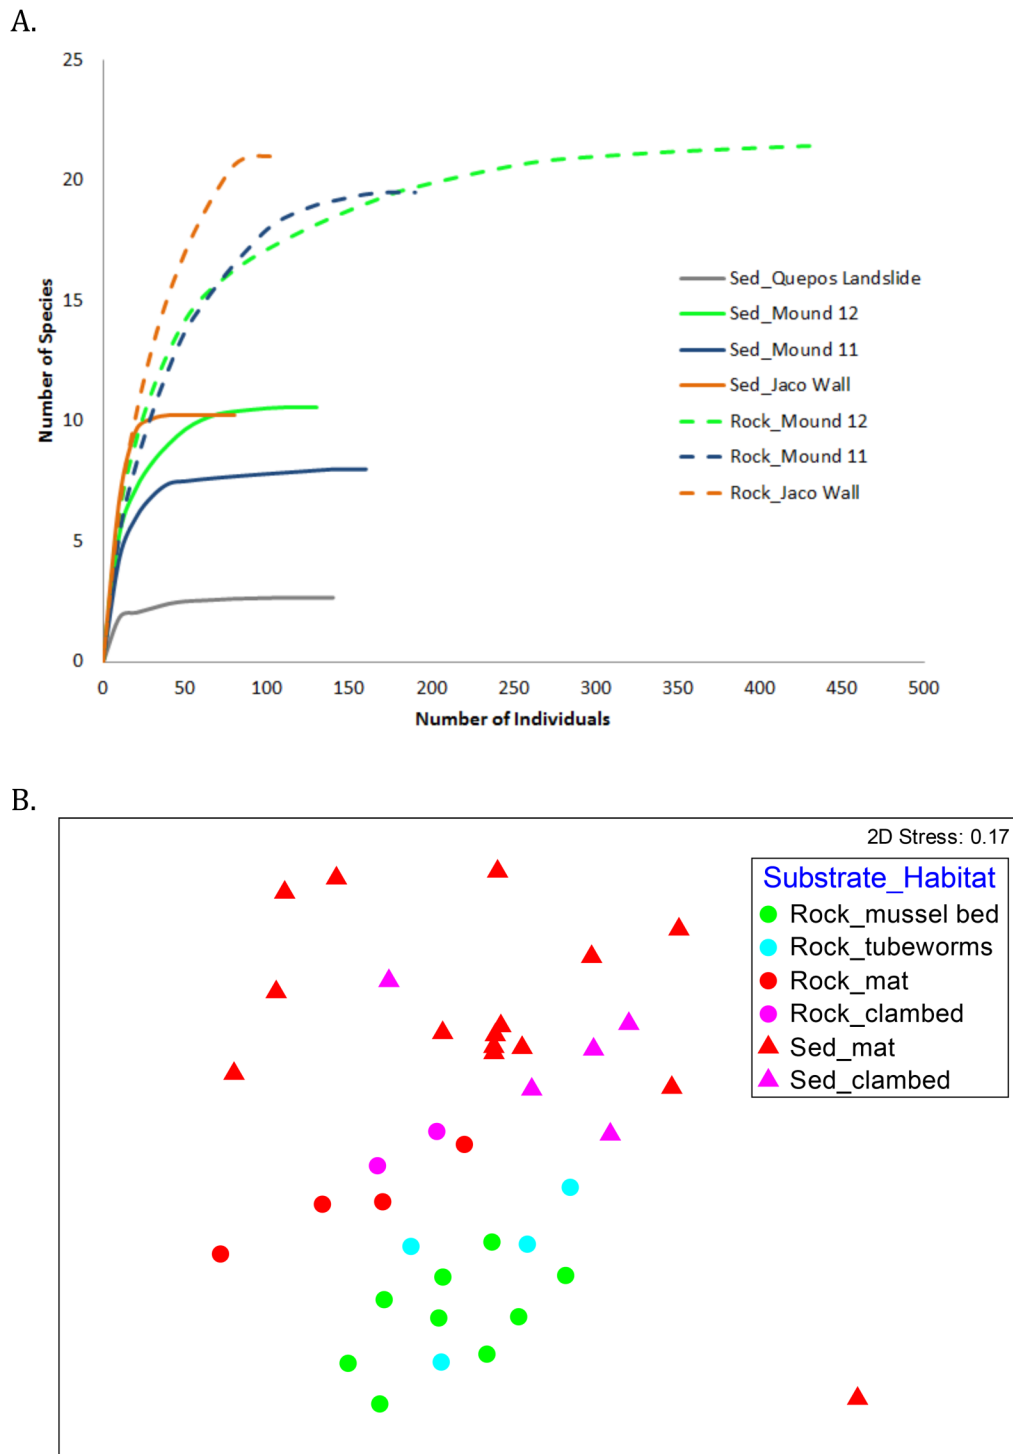 A.
25
20
15
10
5
0
Number of Species
Sed_Quepos Landslide
Sed_Mound 12
Sed_Mound 11
Sed_Jaco Wall
Rock_Mound 12
Rock_Mound 11
Rock_Jaco Wall
0 50 100 150 200 250 300 350 400 450 500
Number of Individuals
B.
2D Stress: 0.17
Substrate_Habitat
Rock_mussel bed
Rock_tubeworms
Rock_mat
Rock_clambed
Sed_mat
Sed_clambed